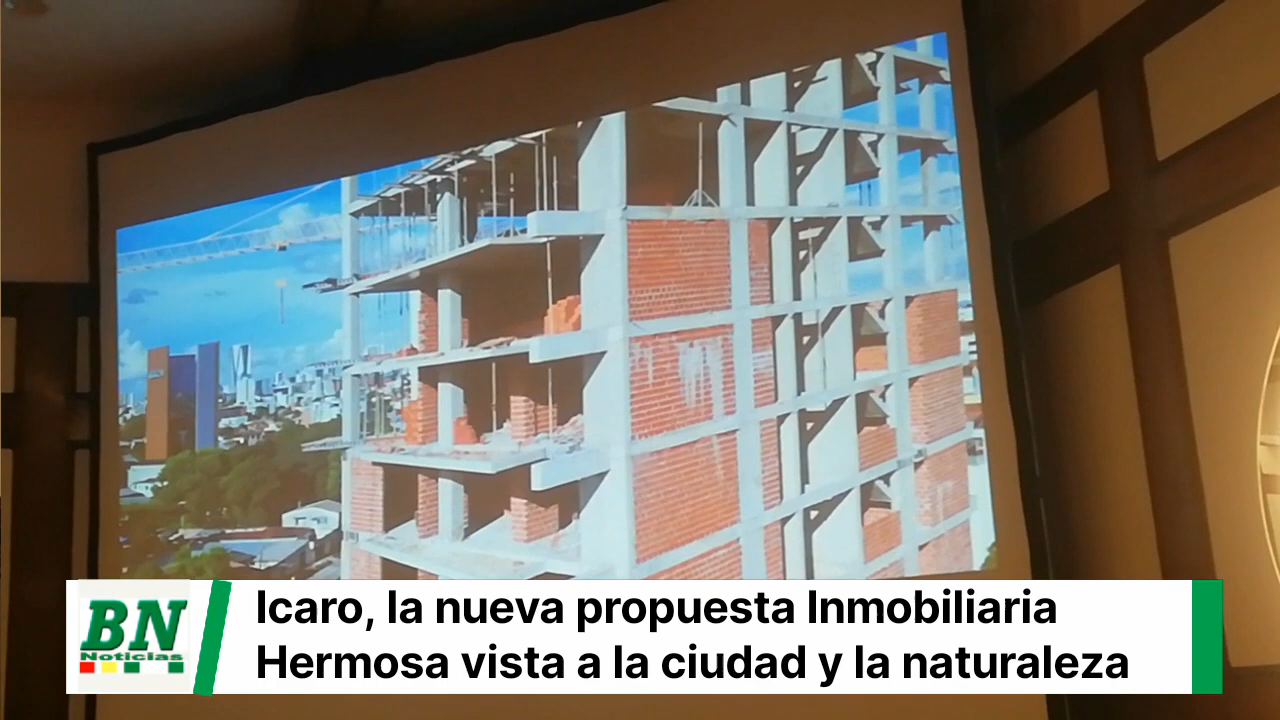 BN
Noticias
Icaro, la nueva propuesta Inmobiliaria
Hermosa vista a la ciudad y la naturaleza